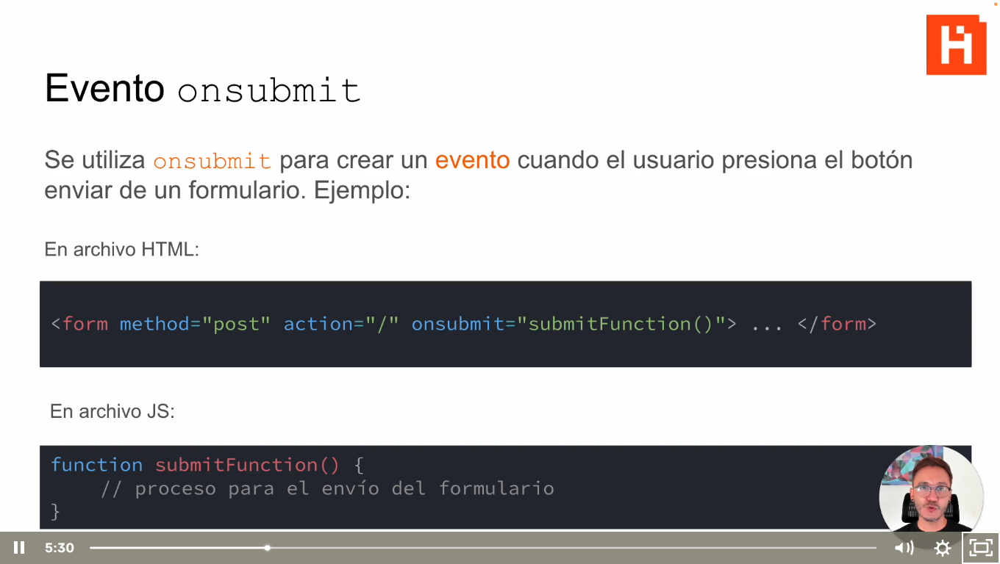 H
Evento onsubmit
Se utiliza onsubmit para crear un evento cuando el usuario presiona el botón
enviar de un formulario. Ejemplo:
En archivo HTML:
<form method="post" action="/" onsubmit="submitFunction()"> ... </form>
En archivo JS:
function submitFunction() {
    // proceso para el envío del formulario
}
5:30